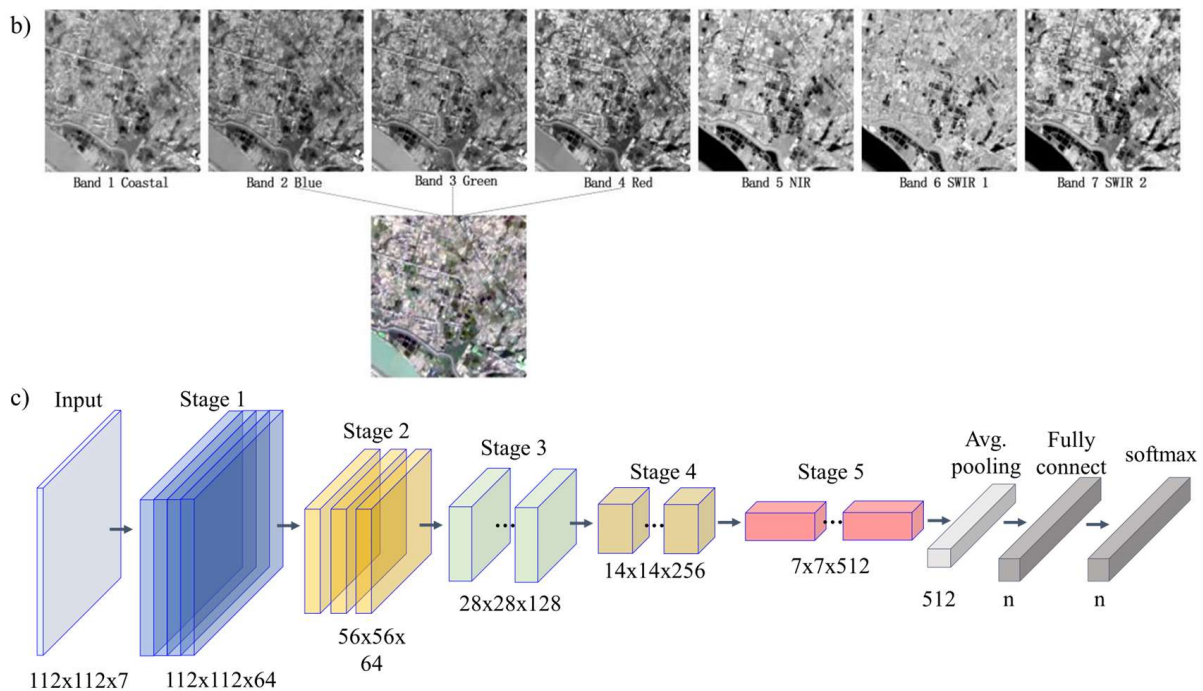 b)
Band 1 Coastal
Band 2 Blue
Band 3 Green
Band 4 Red
Band 5 NIR
Band 6 SWIR 1
Band 7 SWIR 2
c)
Input
Stage 1
Stage 2
Stage 3
Stage 4
Stage 5
Avg.
pooling
Fully
connect
softmax
112x112x7
112x112x64
56x56x
64
28x28x128
14x14x256
7x7x512
512
n
n